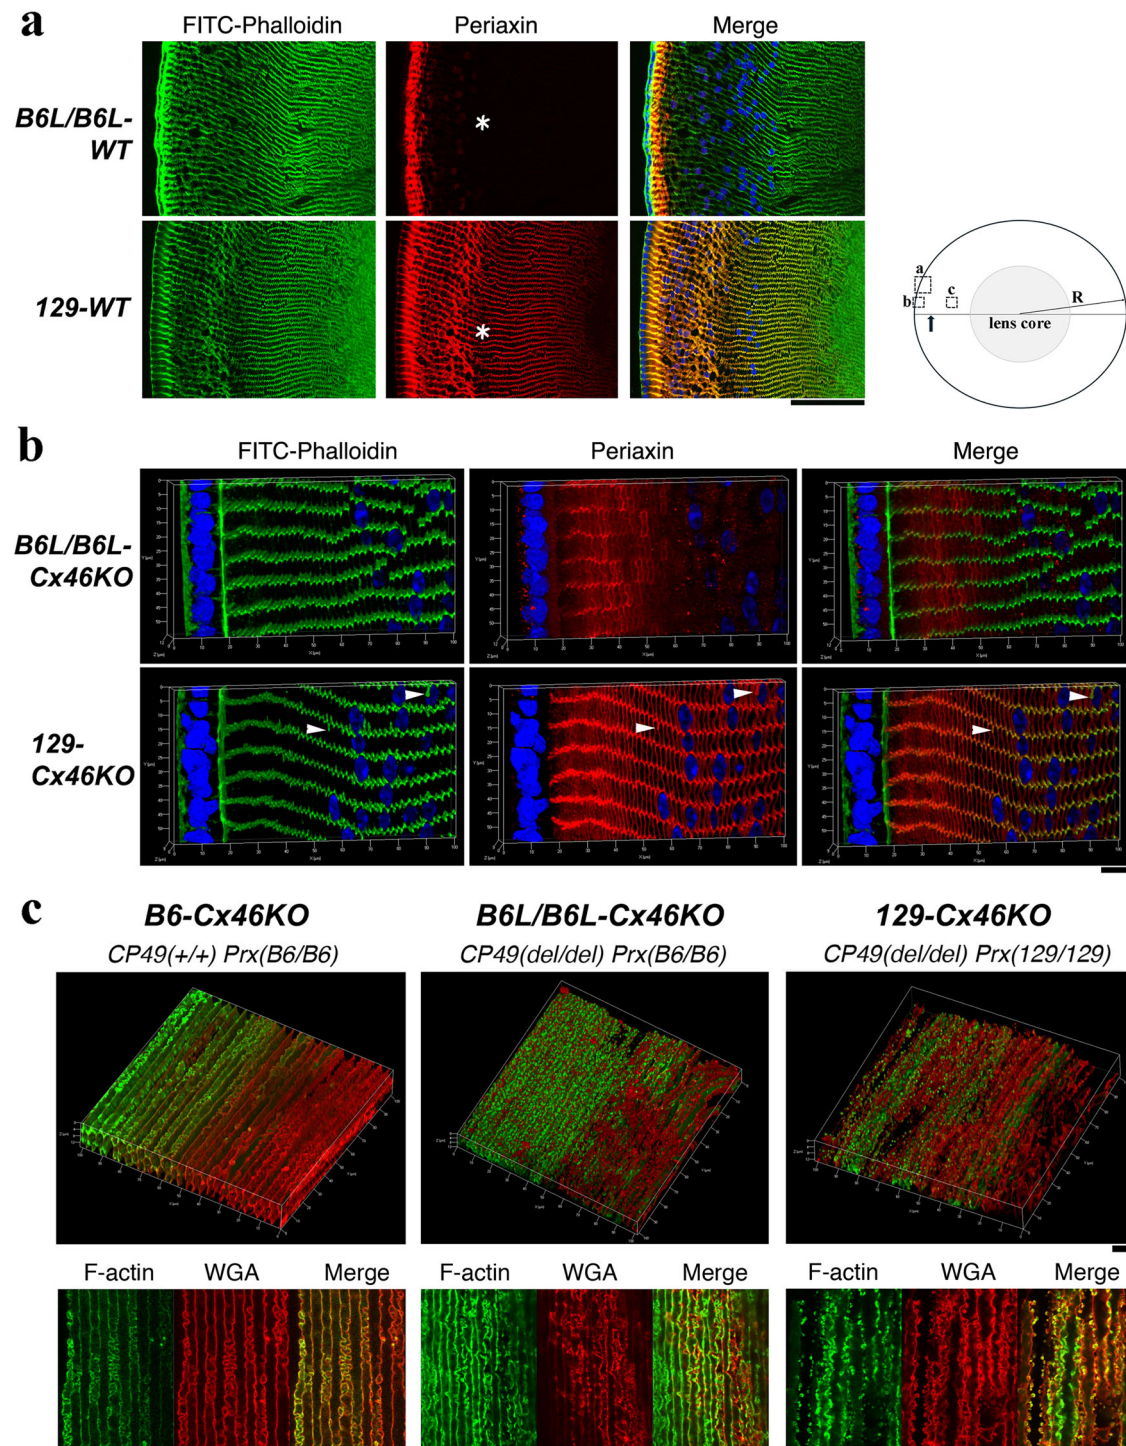 a
FITC-Phalloidin Periaxin Merge
B6L/B6L-
WT
*
129-WT
*
a
b
c
R
lens core
b
FITC-Phalloidin Periaxin Merge
B6L/B6L-
Cx46KO
129-
Cx46KO
c
B6-Cx46KO B6L/B6L-Cx46KO 129-Cx46KO
CP49(+/+) Prx(B6/B6) CP49(del/del) Prx(B6/B6) CP49(del/del) Prx(129/129)
F-actin WGA Merge F-actin WGA Merge F-actin WGA Merge